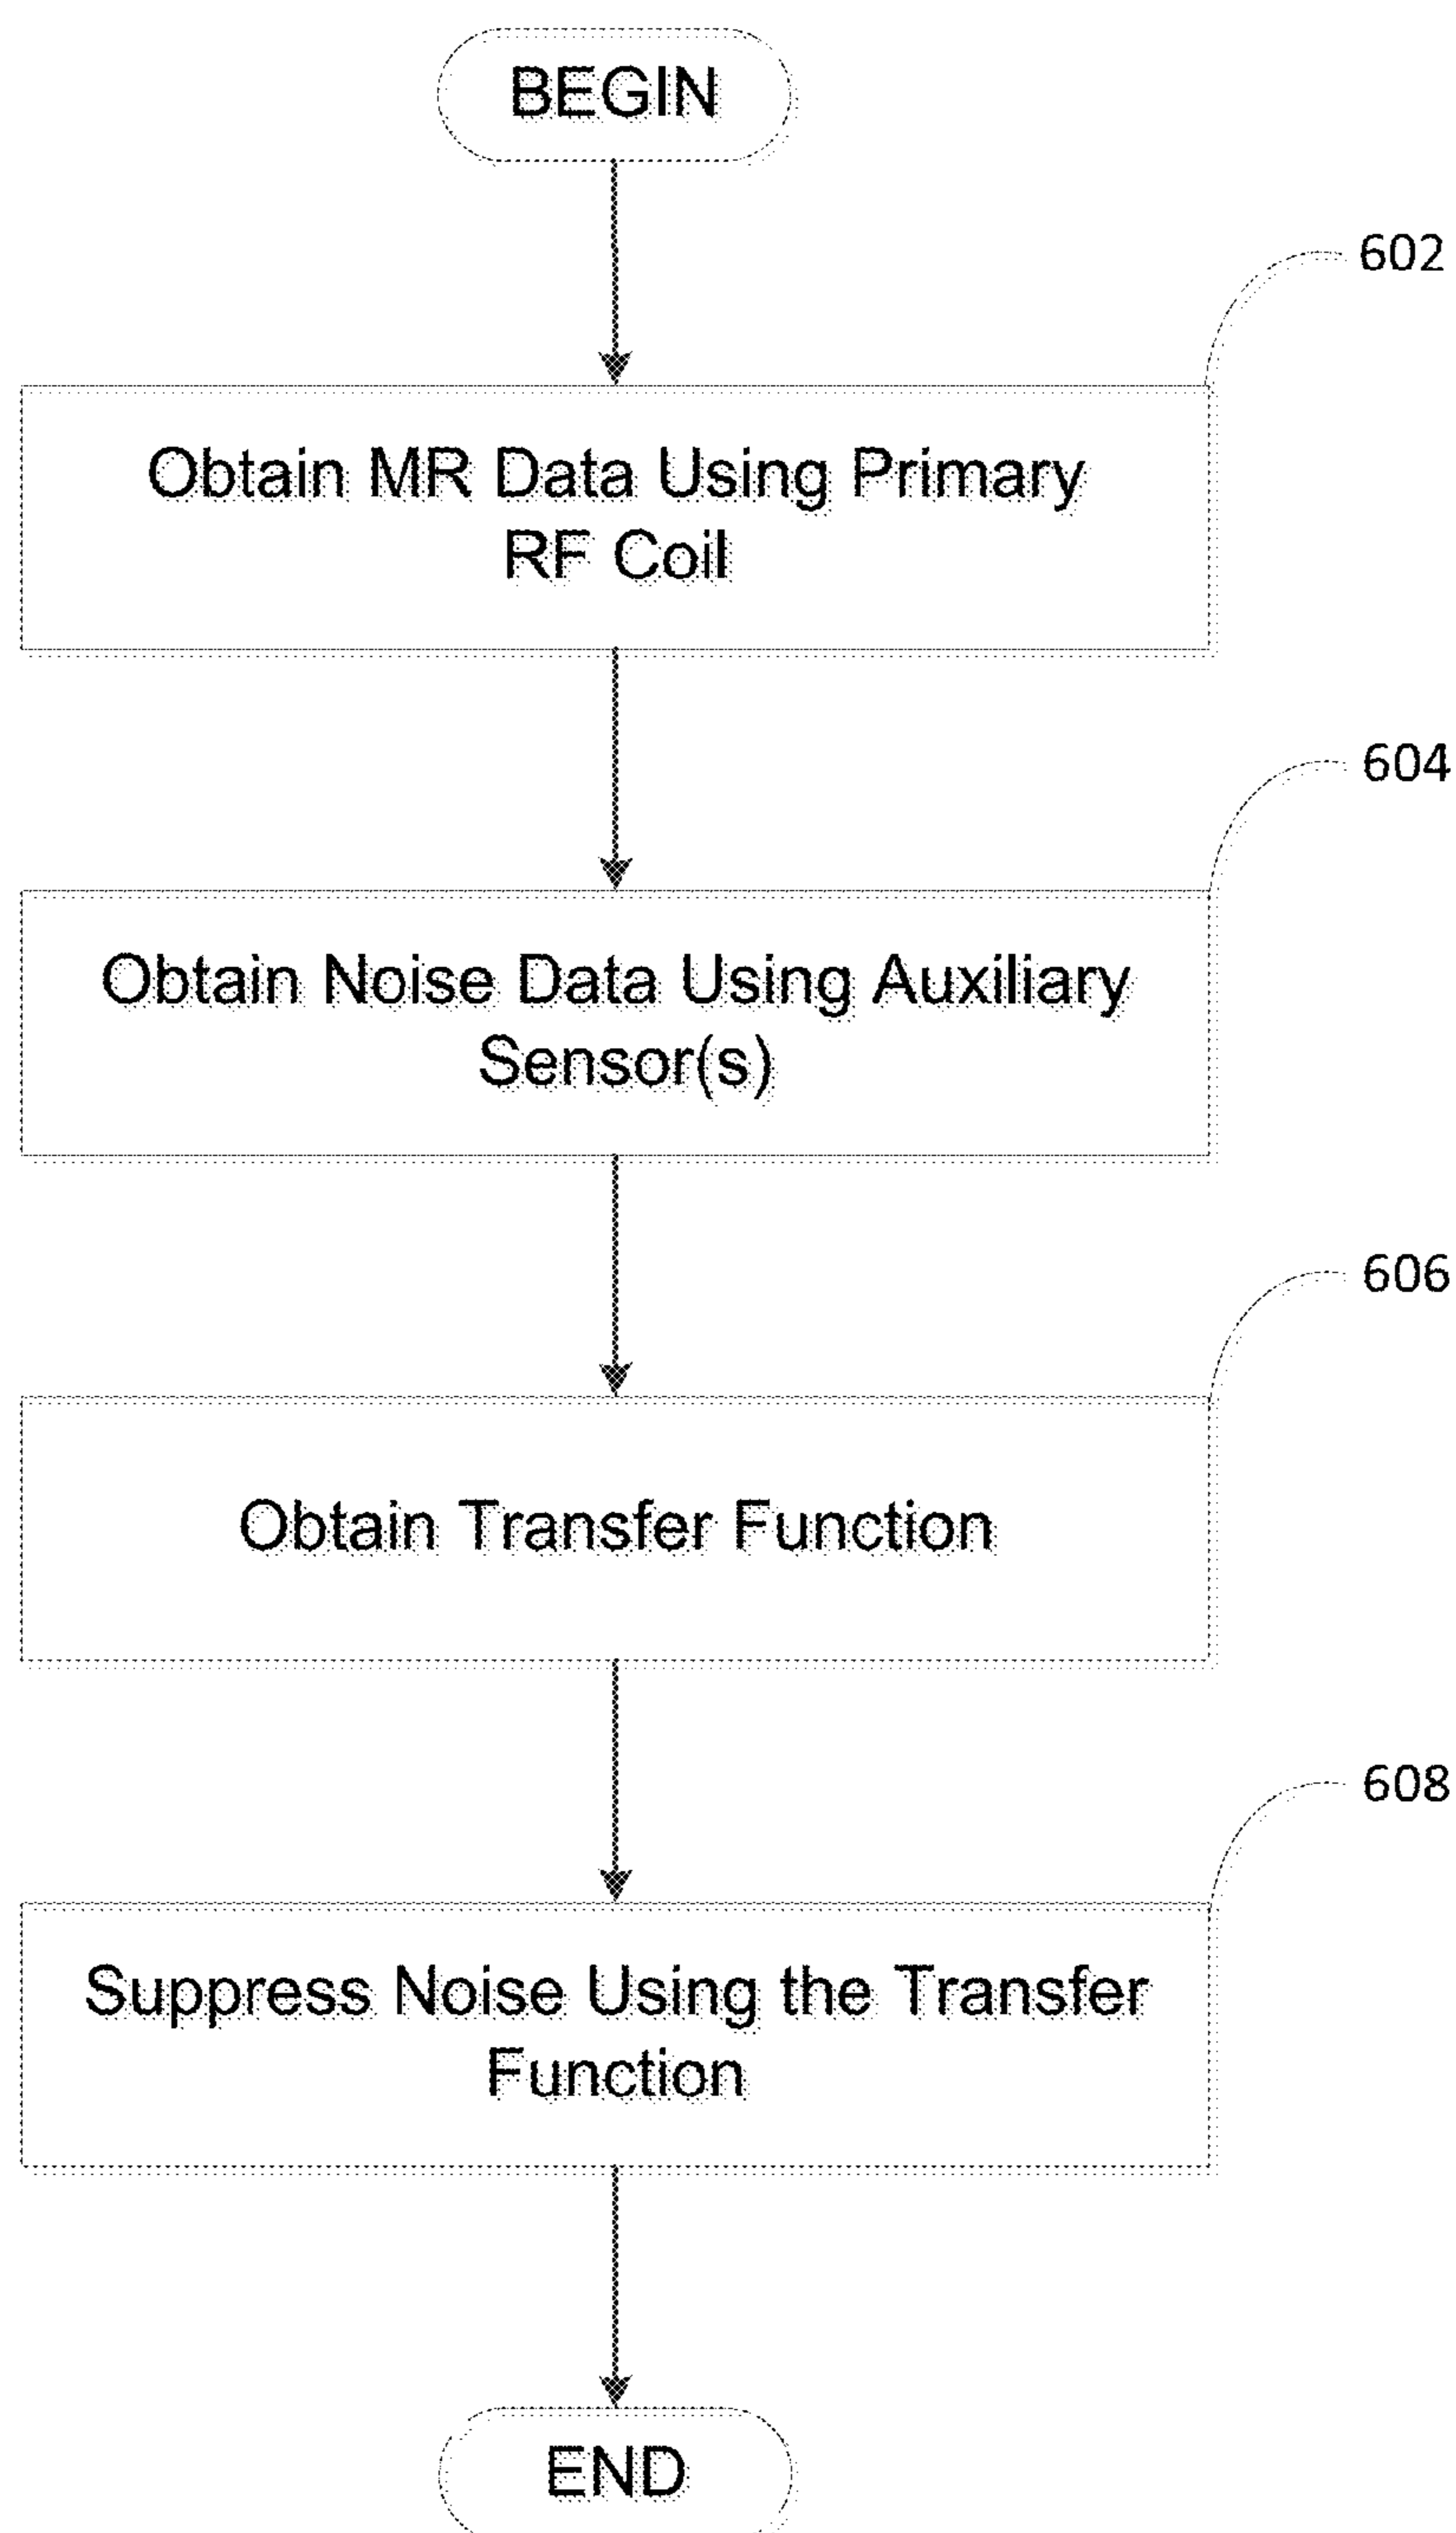 BEGIN
602
Obtain MR Data Using Primary
RF Coil
604
Obtain Noise Data Using Auxiliary
Sensor(s)
606
Obtain Transfer Function
608
Suppress Noise Using the Transfer
Function
END